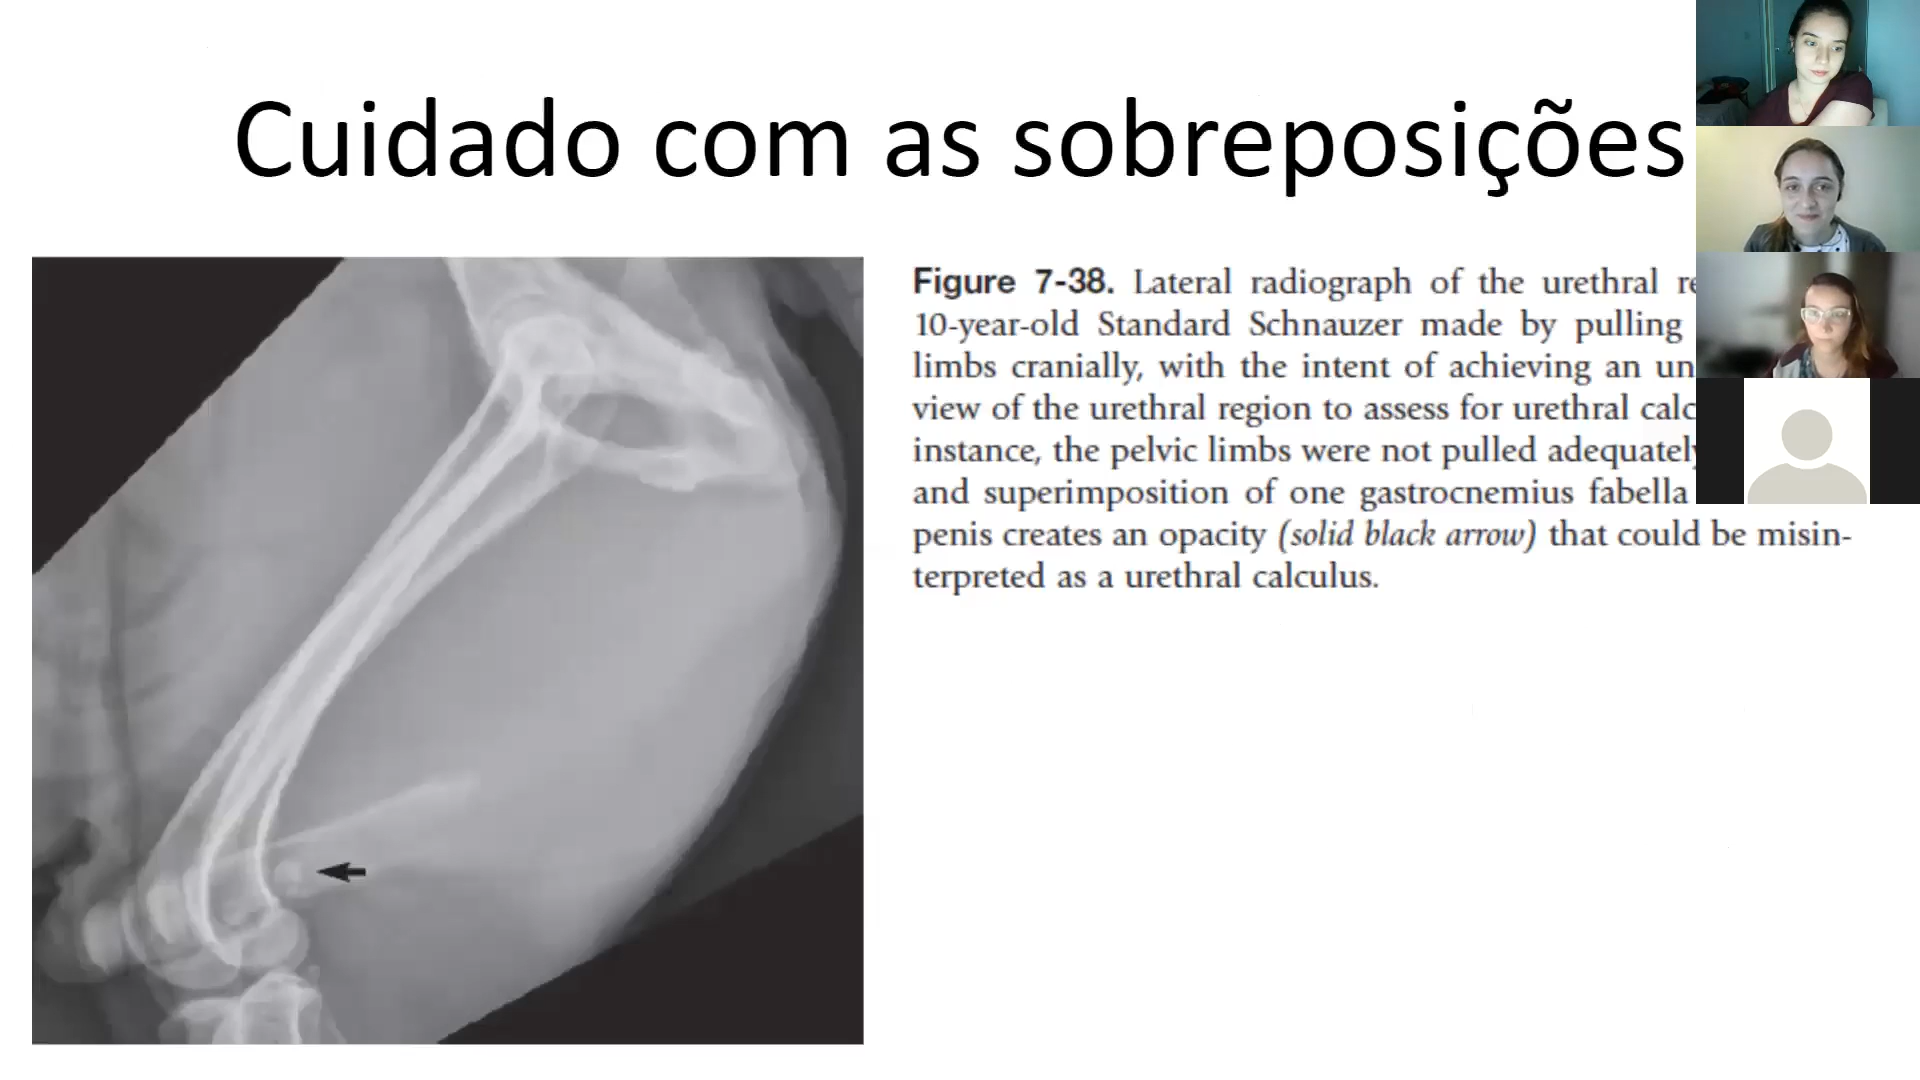 Cuidado com as sobreposições
Figure 7-38. Lateral radiograph of the urethral
10-year-old Standard Schnauzer made by pulling
limbs cranially, with the intent of achieving an
view of the urethral region to assess for urethral
instance, the pelvic limbs were not pulled adequately
and superimposition of one gastrocnemius fabella
penis creates an opacity (solid black arrow) that could be misin-
terpreted as a urethral calculus.